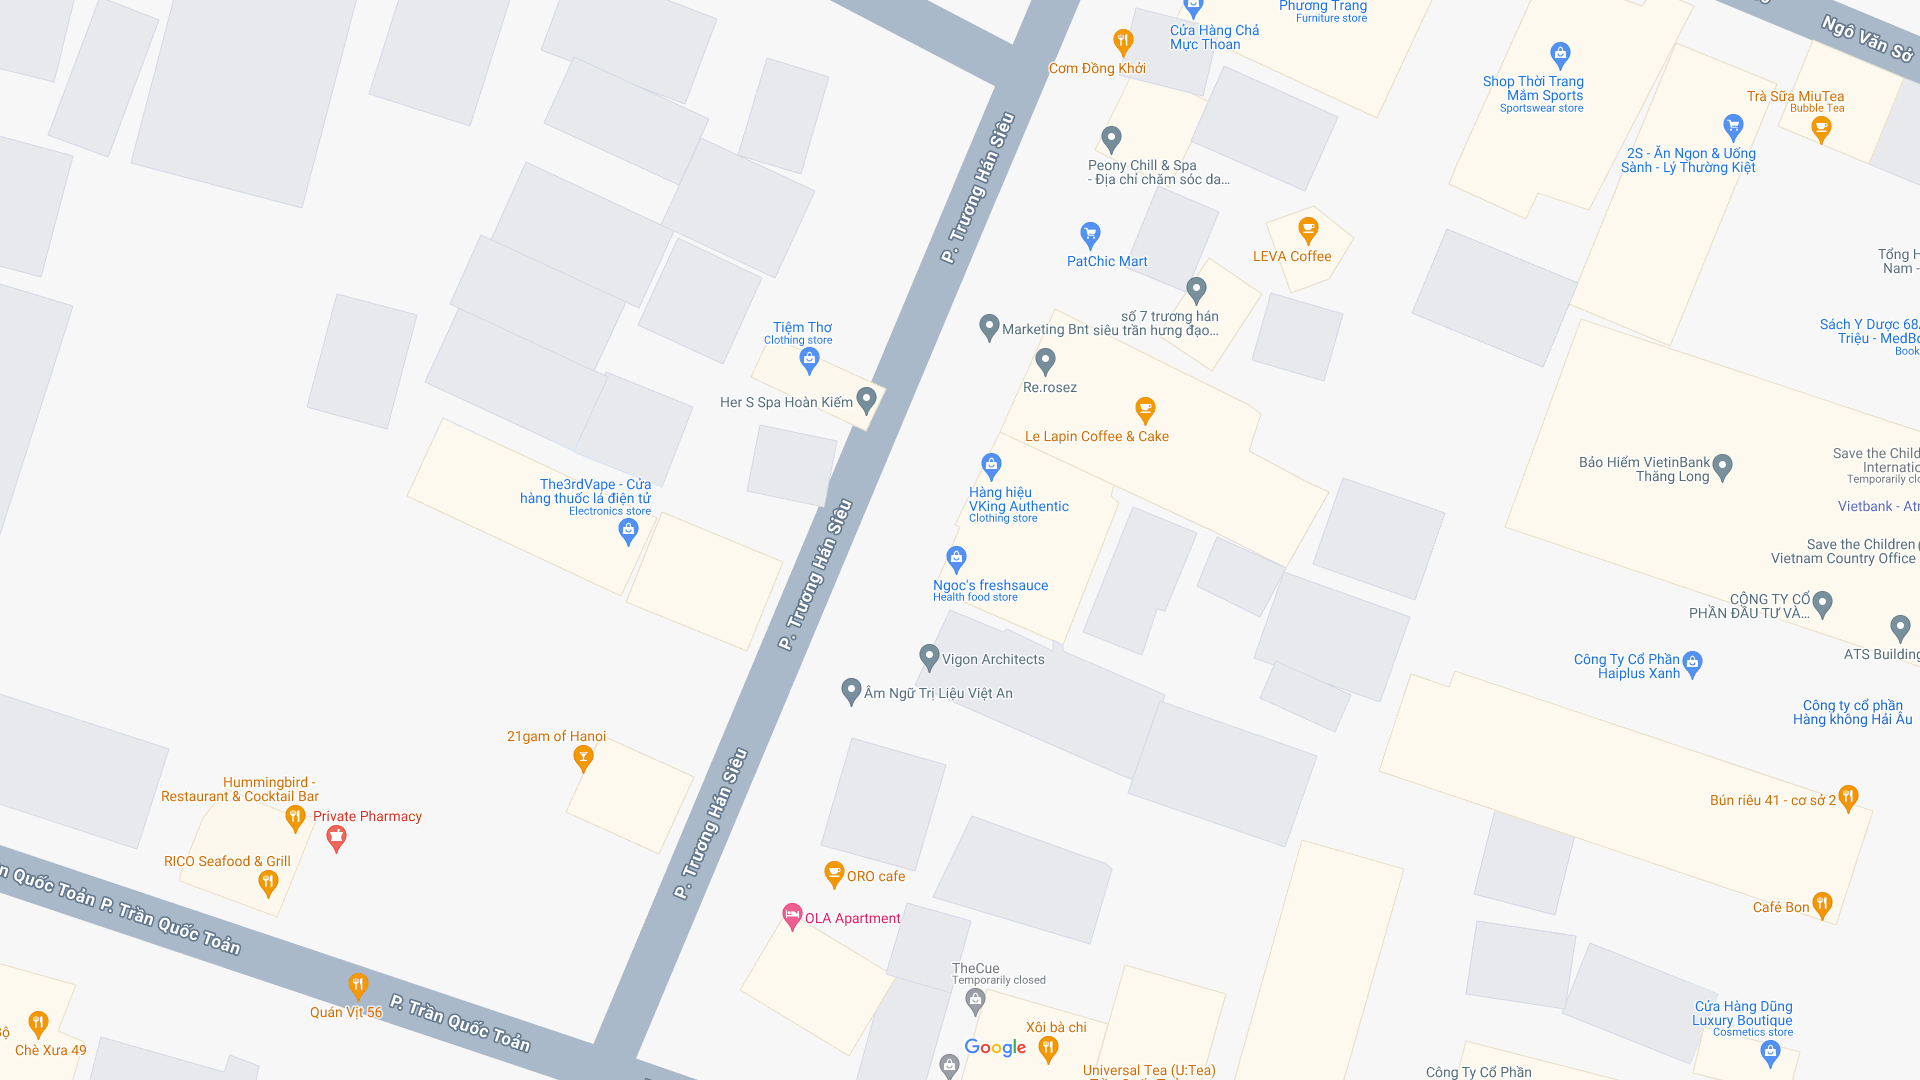 Phương Trang
Furniture store
Cửa Hàng Chả
Mực Thoan
Cơm Đồng Khởi
Ngô Văn Sở
Shop Thời Trang
Mắm Sports
Sportswear store
Trà Sữa MiuTea
Bubble Tea
2S - Ăn Ngon & Uống
Sành - Lý Thường Kiệt
P. Trương Hán Siêu
Peony Chill & Spa
- Địa chỉ chăm sóc da...
PatChic Mart
LEVA Coffee
Tổng H
Nam -
số 7 trương hán
siêu trần hưng đạo...
Marketing Bnt
Tiệm Thơ
Clothing store
Sách Y Dược 68
Triệu - MedBo
Book
Re.rosez
Her S Spa Hoàn Kiếm
Le Lapin Coffee & Cake
Bảo Hiểm VietinBank
Thăng Long
Save the Child
Internatio
Temporarily clo
The3rdVape - Cửa
hàng thuốc lá điện tử
Electronics store
Hàng hiệu
VKing Authentic
Clothing store
Vietbank - Atm
P. Trương Hán Siêu
Save the Children (
Vietnam Country Office
Ngoc's freshsauce
Health food store
CÔNG TY CỔ
PHẦN ĐẦU TƯ VÀ...
ATS Building
Vigon Architects
Công Ty Cổ Phần
Haiplus Xanh
Âm Ngữ Trị Liệu Việt An
Công ty cổ phần
Hàng không Hải Âu
21gam of Hanoi
P. Trương Hán Siêu
Hummingbird -
Restaurant & Cocktail Bar
Private Pharmacy
Bún riêu 41 - cơ sở 2
RICO Seafood & Grill
ORO cafe
n Quốc Toản
P. Trần Quốc Toản
OLA Apartment
Café Bon
TheCue
Temporarily closed
Quán Vịt 56
P. Trần Quốc Toản
Cửa Hàng Dũng
Luxury Boutique
Cosmetics store
Bộ
Chè Xưa 49
Xôi bà chi
Google
Universal Tea (U:Tea)
Công Ty Cổ Phần